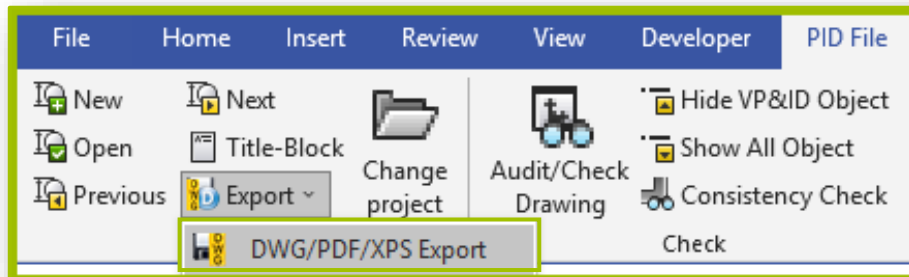 File Home Insert Review View Developer PID File
New Next Hide VP&ID Object
Open Title-Block Show All Object
Previous Export Consistency Check
Change project
Audit/Check Drawing
DWG/PDF/XPS Export
Check